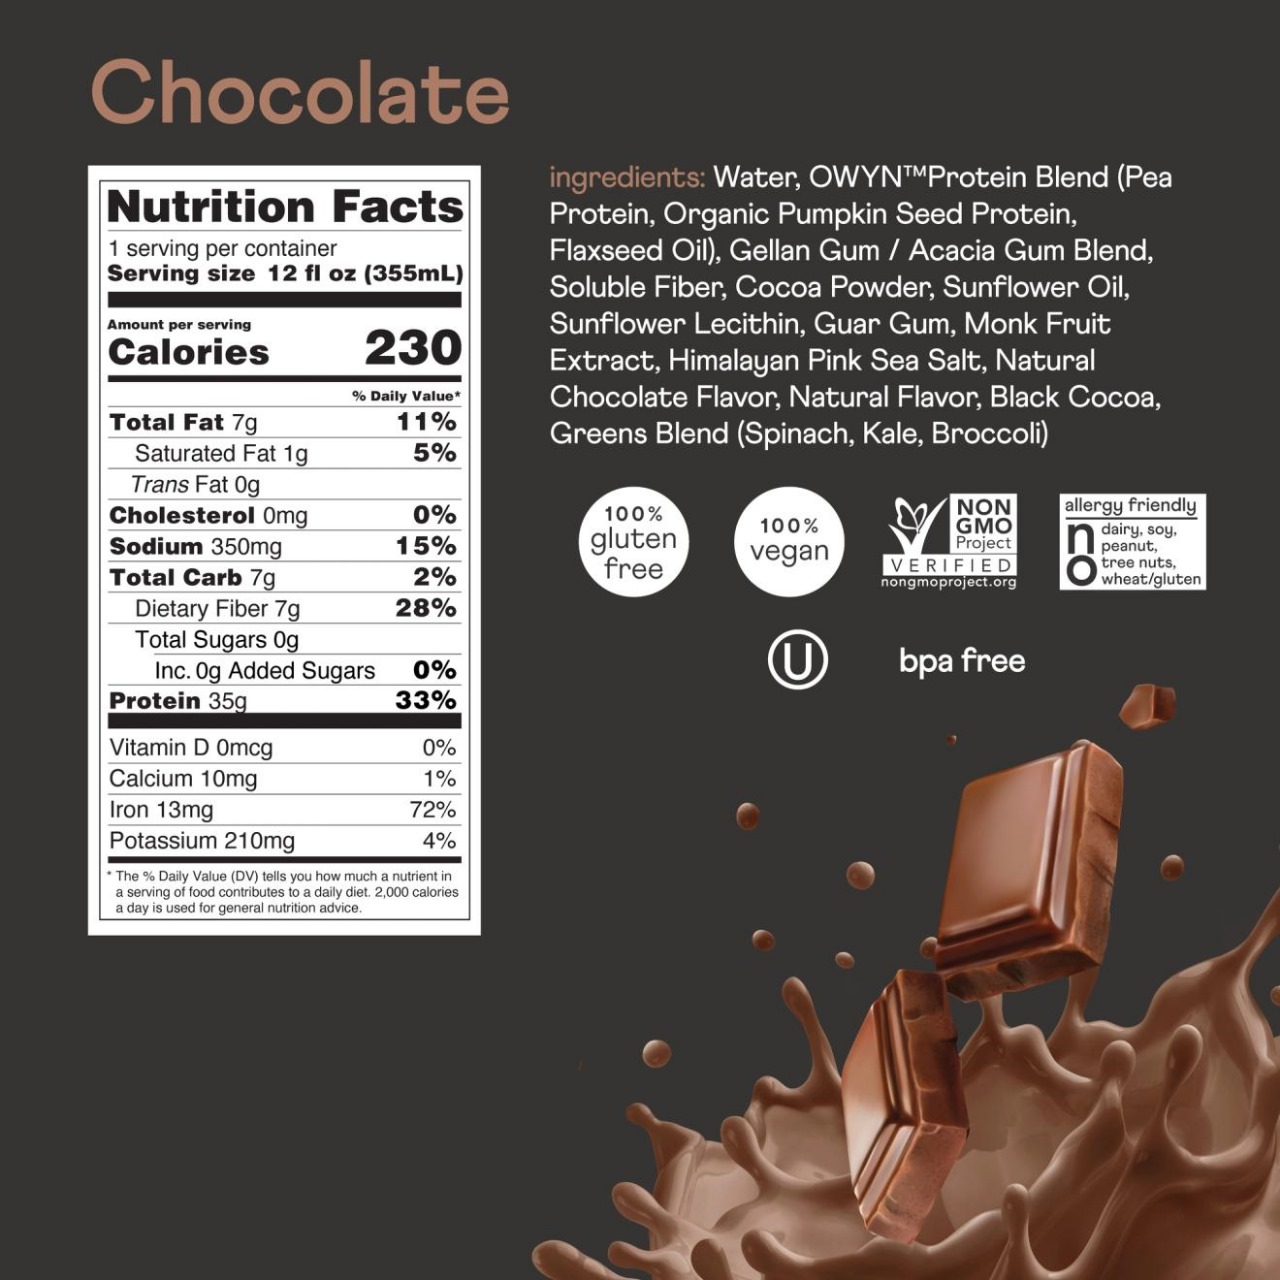 Chocolate
Nutrition Facts
1 serving per container
Serving size 12 fl oz (355mL)
Amount per serving
Calories 230
% Daily Value*
Total Fat 7g 11%
Saturated Fat 1g 5%
Trans Fat 0g
Cholesterol 0mg 0%
Sodium 350mg 15%
Total Carb 7g 2%
Dietary Fiber 7g 28%
Total Sugars 0g
Inc. 0g Added Sugars 0%
Protein 35g 33%
Vitamin D 0mcg 0%
Calcium 10mg 1%
Iron 13mg 72%
Potassium 210mg 4%
* The % Daily Value (DV) tells you how much a nutrient in
a serving of food contributes to a daily diet. 2,000 calories
a day is used for general nutrition advice.
ingredients: Water, OWYN™Protein Blend (Pea
Protein, Organic Pumpkin Seed Protein,
Flaxseed Oil), Gellan Gum / Acacia Gum Blend,
Soluble Fiber, Cocoa Powder, Sunflower Oil,
Sunflower Lecithin, Guar Gum, Monk Fruit
Extract, Himalayan Pink Sea Salt, Natural
Chocolate Flavor, Natural Flavor, Black Cocoa,
Greens Blend (Spinach, Kale, Broccoli)
100%
gluten
free
100%
vegan
NON
GMO
Project
VERIFIED
nongmoproject.org
allergy friendly
no
dairy, soy,
peanut,
tree nuts,
wheat/gluten
U
bpa free